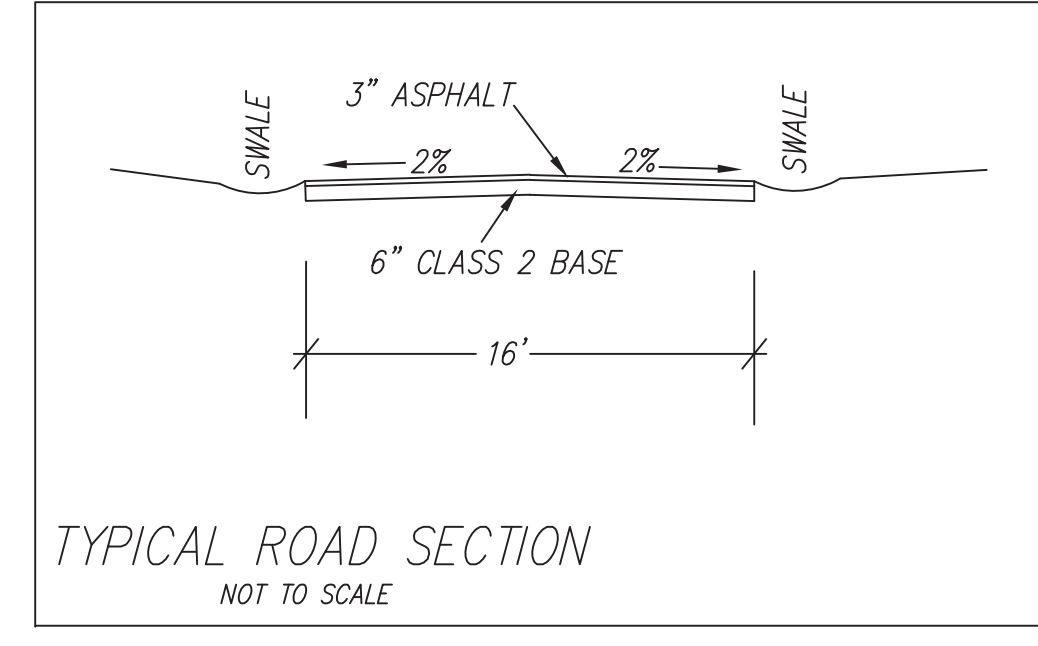 SWALE
3” ASPHALT
SWALE
2%
2%
6” CLASS 2 BASE
16’
TYPICAL ROAD SECTION
NOT TO SCALE